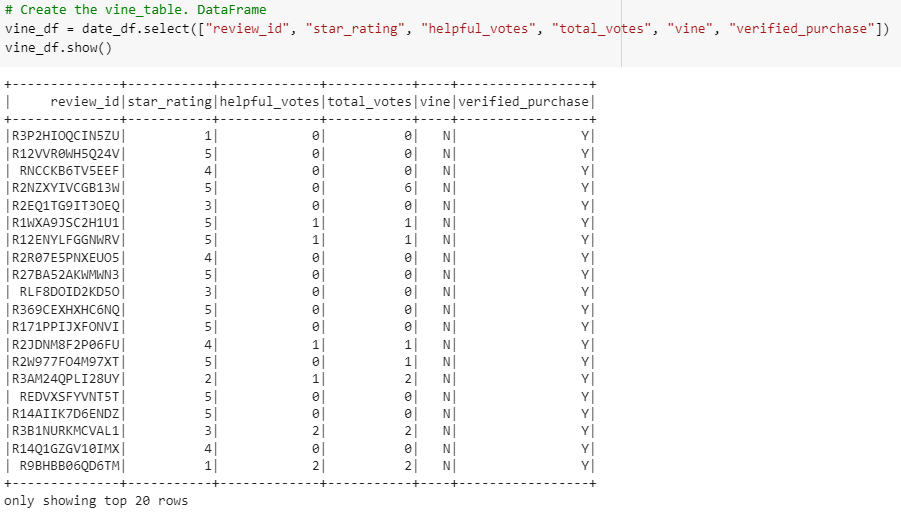 # Create the vine_table. DataFrame
vine_df = date_df.select(["review_id", "star_rating", "helpful_votes", "total_votes", "vine", "verified_purchase"])
vine_df.show()
+--------------+-----------+-------------+-----------+----+-----------------+
|     review_id|star_rating|helpful_votes|total_votes|vine|verified_purchase|
+--------------+-----------+-------------+-----------+----+-----------------+
|R3P2HIOQCIN5ZU|          1|            0|          0|   N|                Y|
|R12VVR0WH5Q24V|          5|            0|          0|   N|                Y|
| RNCCKB6TV5EEF|          4|            0|          0|   N|                Y|
|R2NZXYIVCGB13W|          5|            0|          6|   N|                Y|
|R2EQ1TG9IT3OEQ|          3|            0|          0|   N|                Y|
|R1WXA9JSC2H1U1|          5|            1|          1|   N|                Y|
|R12ENYLFGGNWRV|          5|            1|          1|   N|                Y|
|R2R07E5PNXEUO5|          4|            0|          0|   N|                Y|
|R27BA52AKWMWN3|          5|            0|          0|   N|                Y|
| RLF8DOID2KD5O|          3|            0|          0|   N|                Y|
|R369CEXHXHC6NQ|          5|            0|          0|   N|                Y|
|R171PPIJXFONVI|          5|            0|          0|   N|                Y|
|R2JDNM8F2P06FU|          4|            1|          1|   N|                Y|
|R2W977FO4M97XT|          5|            0|          1|   N|                Y|
|R3AM24QPLI28UY|          2|            1|          2|   N|                Y|
| REDVXSFYVNT5T|          5|            0|          0|   N|                Y|
|R14AIIK7D6ENDZ|          5|            0|          0|   N|                Y|
|R3B1NURKMCVAL1|          3|            2|          2|   N|                Y|
|R14Q1GZGV10IMX|          4|            0|          0|   N|                Y|
| R9BHBB06QD6TM|          1|            2|          2|   N|                Y|
+--------------+-----------+-------------+-----------+----+-----------------+
only showing top 20 rows